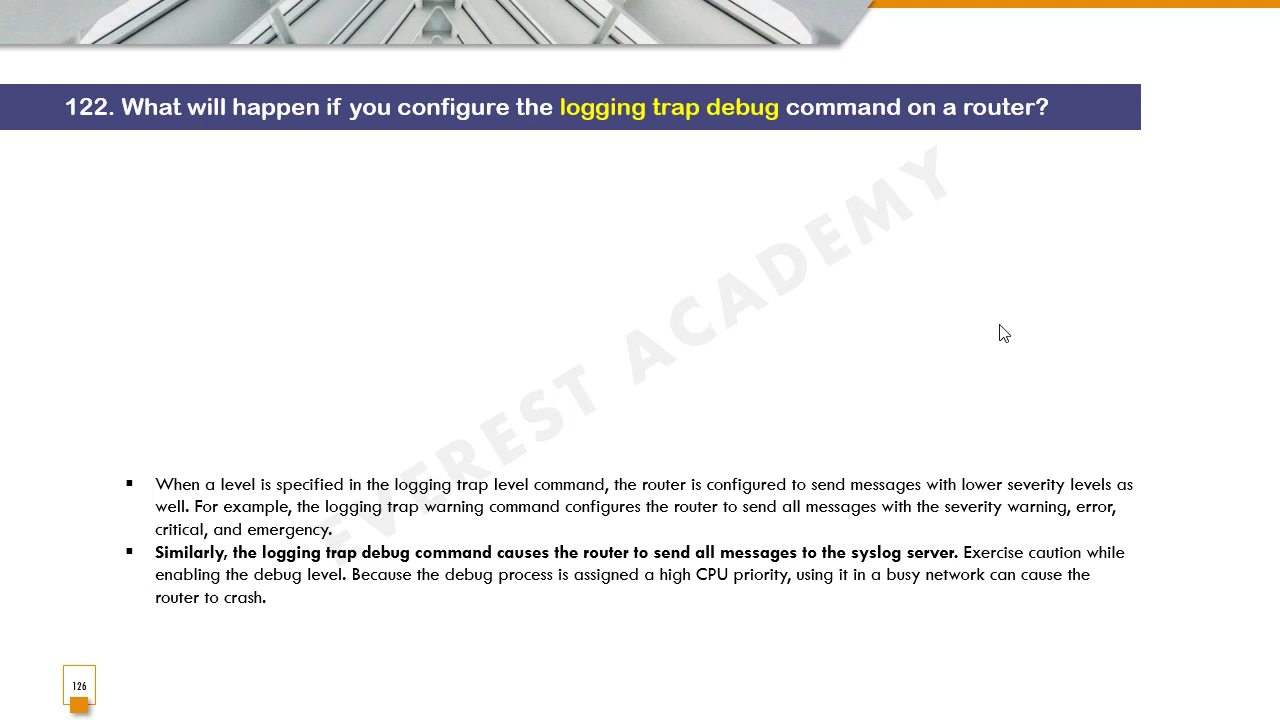 122. What will happen if you configure the logging trap debug command on a router?
EVEREST ACADEMY
▪ When a level is specified in the logging trap level command, the router is configured to send messages with lower severity levels as
well. For example, the logging trap warning command configures the router to send all messages with the severity warning, error,
critical, and emergency.
▪ Similarly, the logging trap debug command causes the router to send all messages to the syslog server. Exercise caution while
enabling the debug level. Because the debug process is assigned a high CPU priority, using it in a busy network can cause the
router to crash.
126